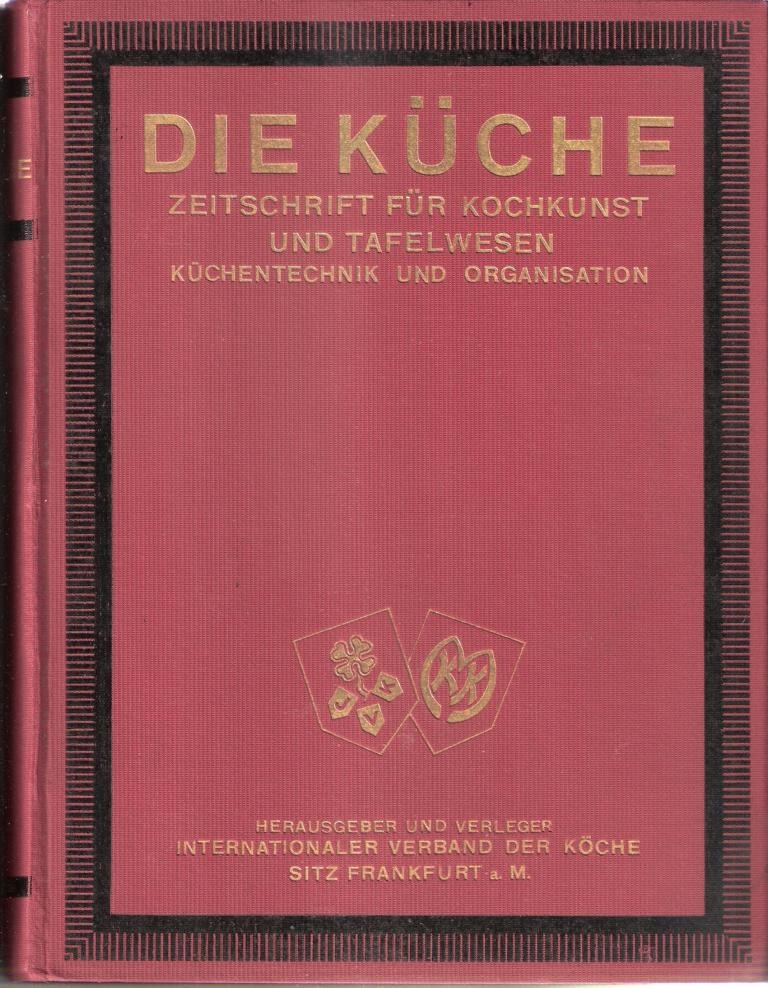 DIE KÜCHE
ZEITSCHRIFT FÜR KOCHKUNST
UND TAFELWESEN
KÜCHENTECHNIK UND ORGANISATION
E
J V K
K K
HERAUSGEBER UND VERLEGER
INTERNATIONALER VERBAND DER KÖCHE
SITZ FRANKFURT a. M.